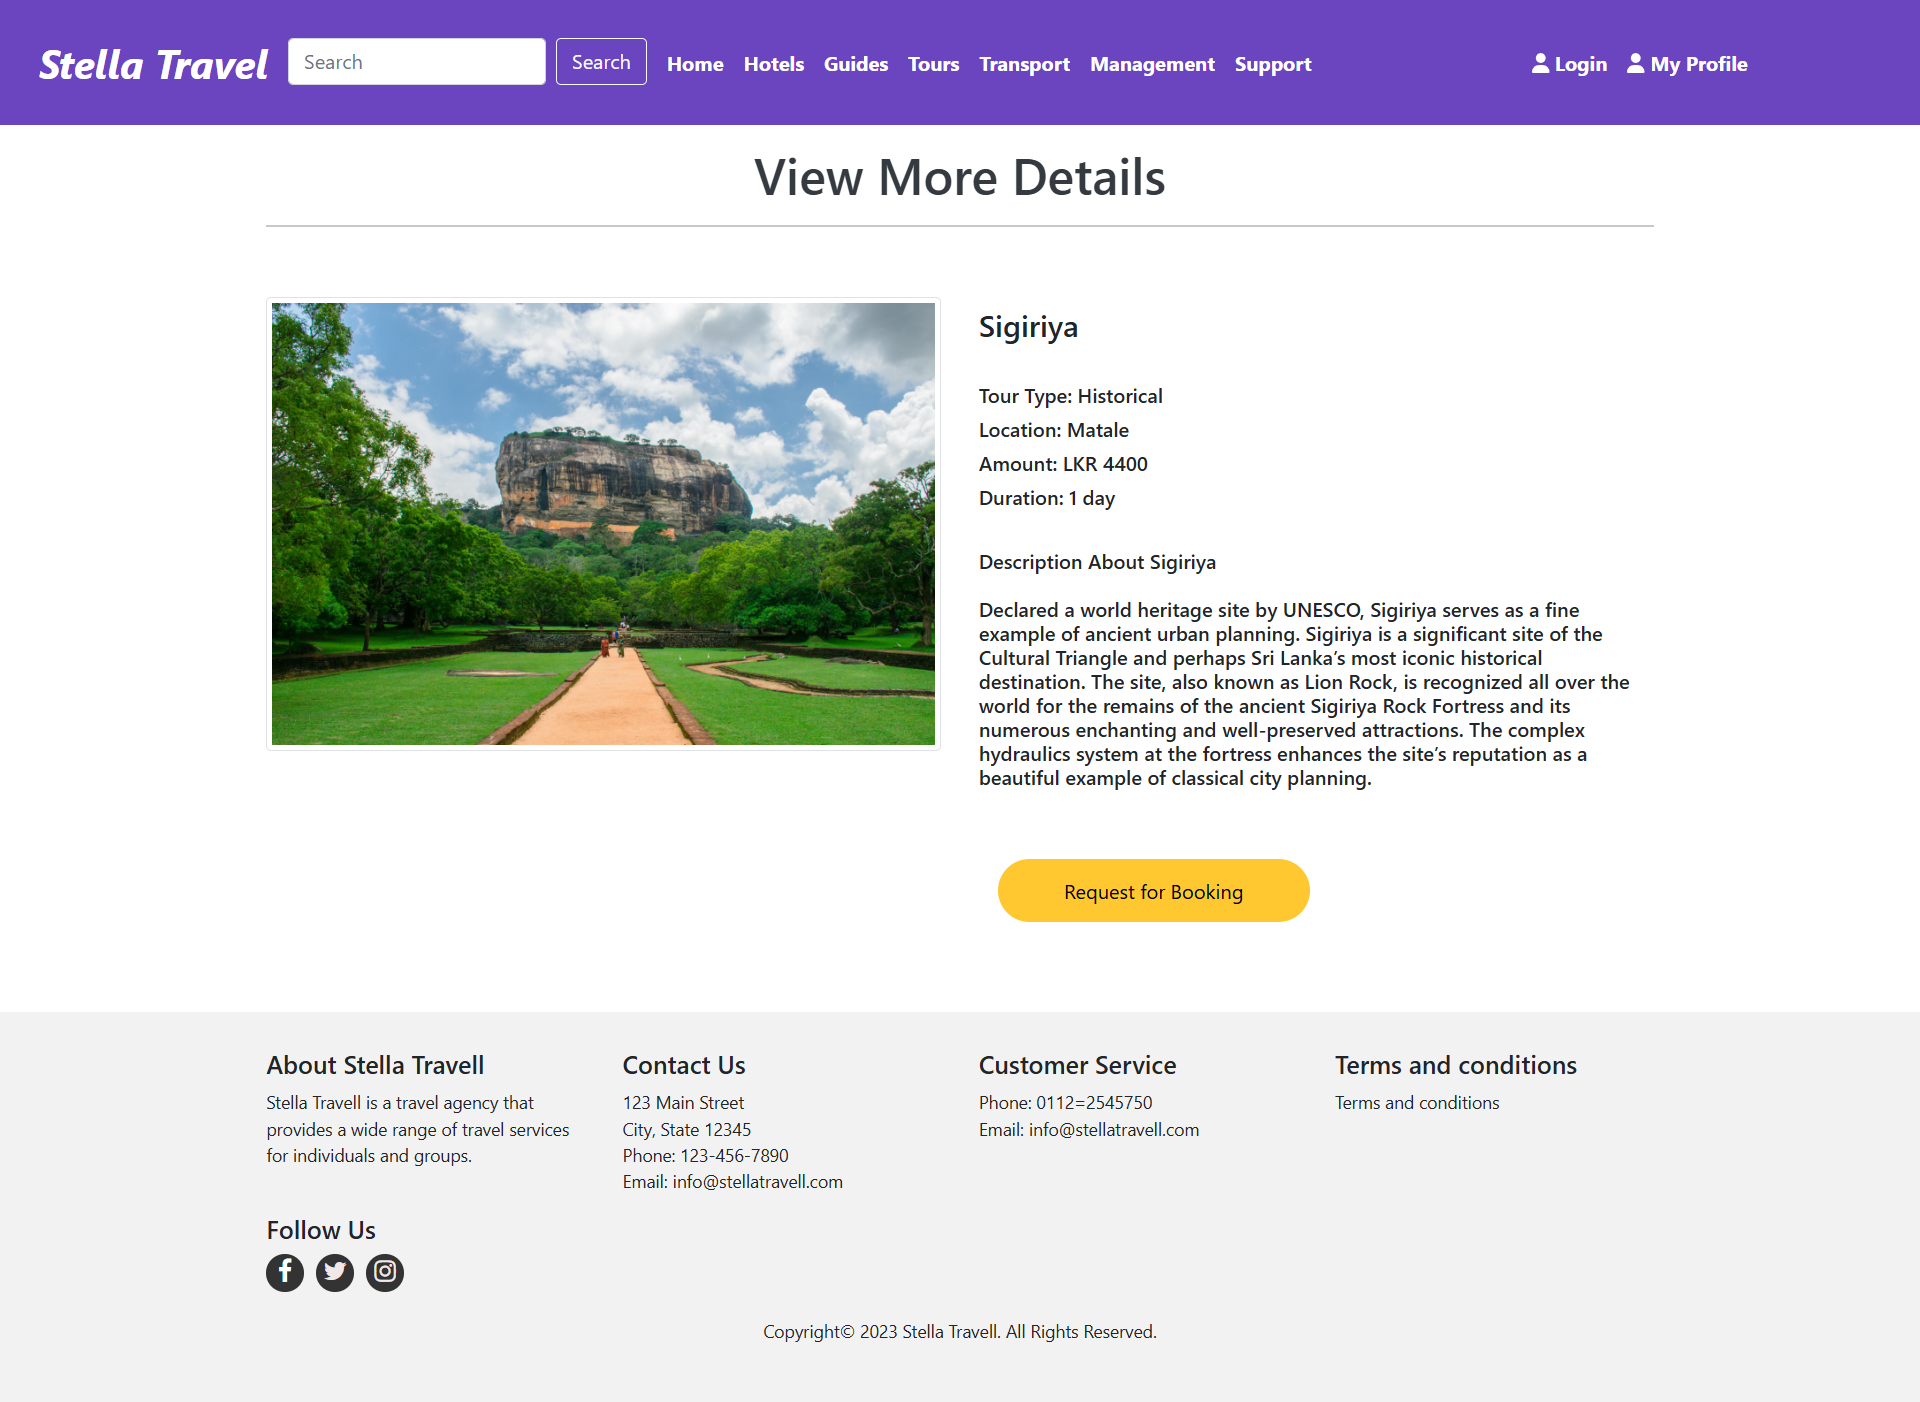 Stella Travel
Search
Search
Home
Hotels
Guides
Tours
Transport
Management
Support
Login
My Profile
View More Details
Sigiriya
Tour Type: Historical
Location: Matale
Amount: LKR 4400
Duration: 1 day
Description About Sigiriya
Declared a world heritage site by UNESCO, Sigiriya serves as a fine
example of ancient urban planning. Sigiriya is a significant site of the
Cultural Triangle and perhaps Sri Lanka’s most iconic historical
destination. The site, also known as Lion Rock, is recognized all over the
world for the remains of the ancient Sigiriya Rock Fortress and its
numerous enchanting and well-preserved attractions. The complex
hydraulics system at the fortress enhances the site’s reputation as a
beautiful example of classical city planning.
Request for Booking
About Stella Travell
Stella Travell is a travel agency that
provides a wide range of travel services
for individuals and groups.
Contact Us
123 Main Street
City, State 12345
Phone: 123-456-7890
Email: info@stellatravell.com
Customer Service
Phone: 0112=2545750
Email: info@stellatravell.com
Terms and conditions
Terms and conditions
Follow Us
Copyright© 2023 Stella Travell. All Rights Reserved.